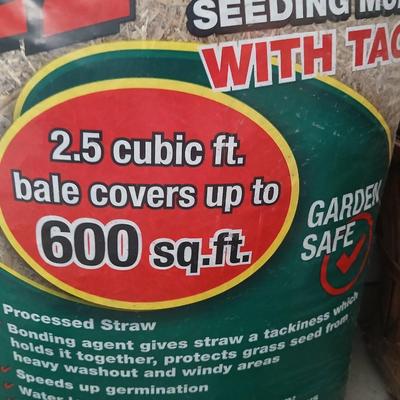 SEEDING
WITH TAC
2.5 cubic ft.
bale covers up to
600 sq.ft.
GARDEN
SAFE
Processed Straw
Bonding agent gives straw a tackiness which
holds it together, protects grass seed from
heavy washout and windy areas
Speeds up germination
Water